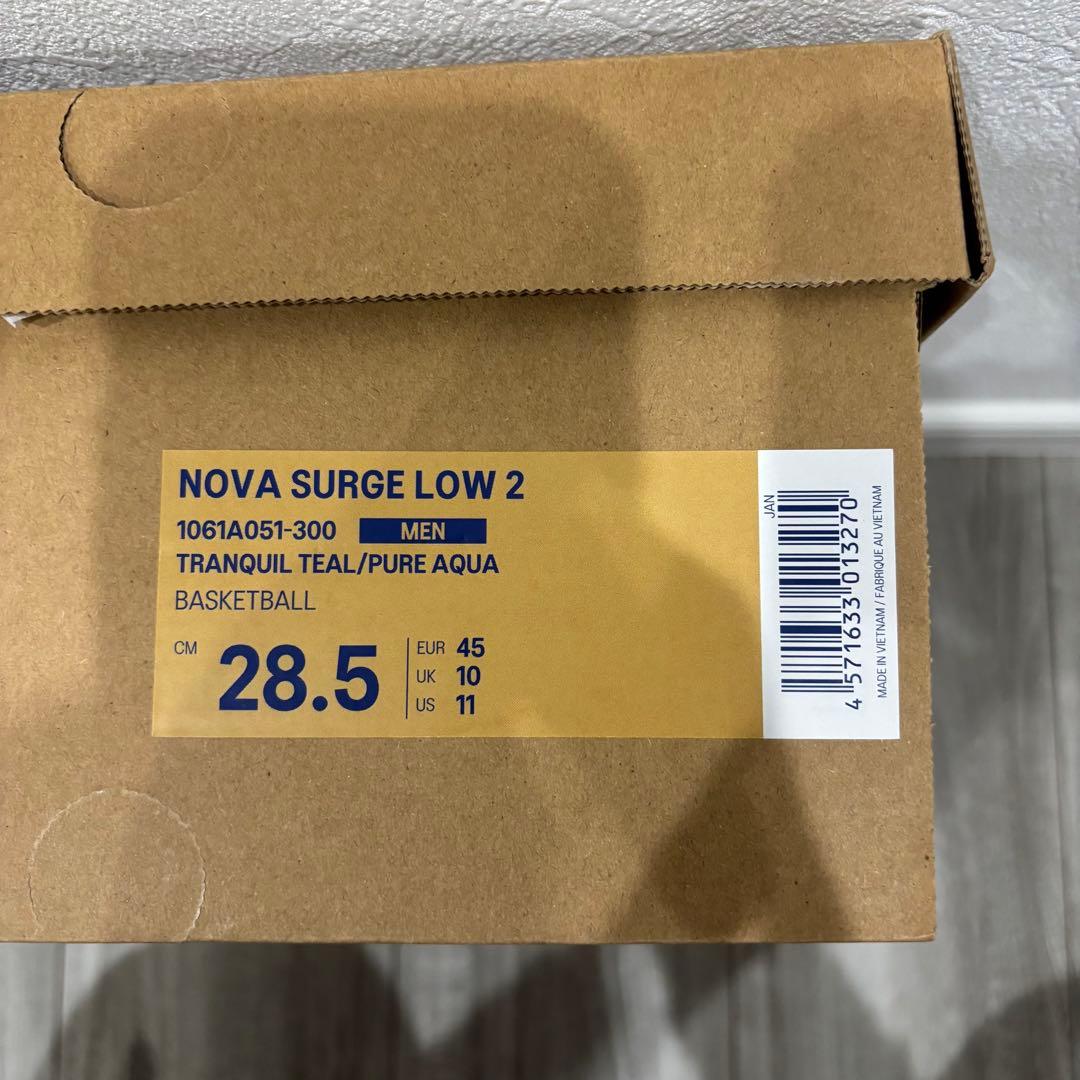 NOVA SURGE LOW 2
1061A051-300 MEN
TRANQUIL TEAL/PURE AQUA
BASKETBALL
CM 28.5
EUR 45
UK 10
US 11
JAN
4 571633 013270
MADE IN VIETNAM / FABRIQUE AU VIETNAM